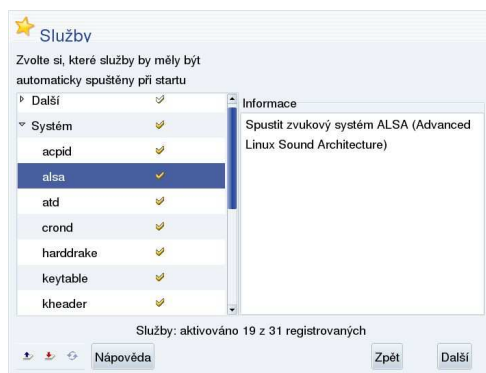 Služby
Zvolte si, které služby by měly být
automaticky spuštěny při startu
Další
Systém
acpid
alsa
atd
crond
harddrake
keytable
kheader
Informace
Spustit zvukový systém ALSA (Advanced
Linux Sound Architecture)
Služby: aktivováno 19 z 31 registrovaných
Nápověda
Zpět
Další